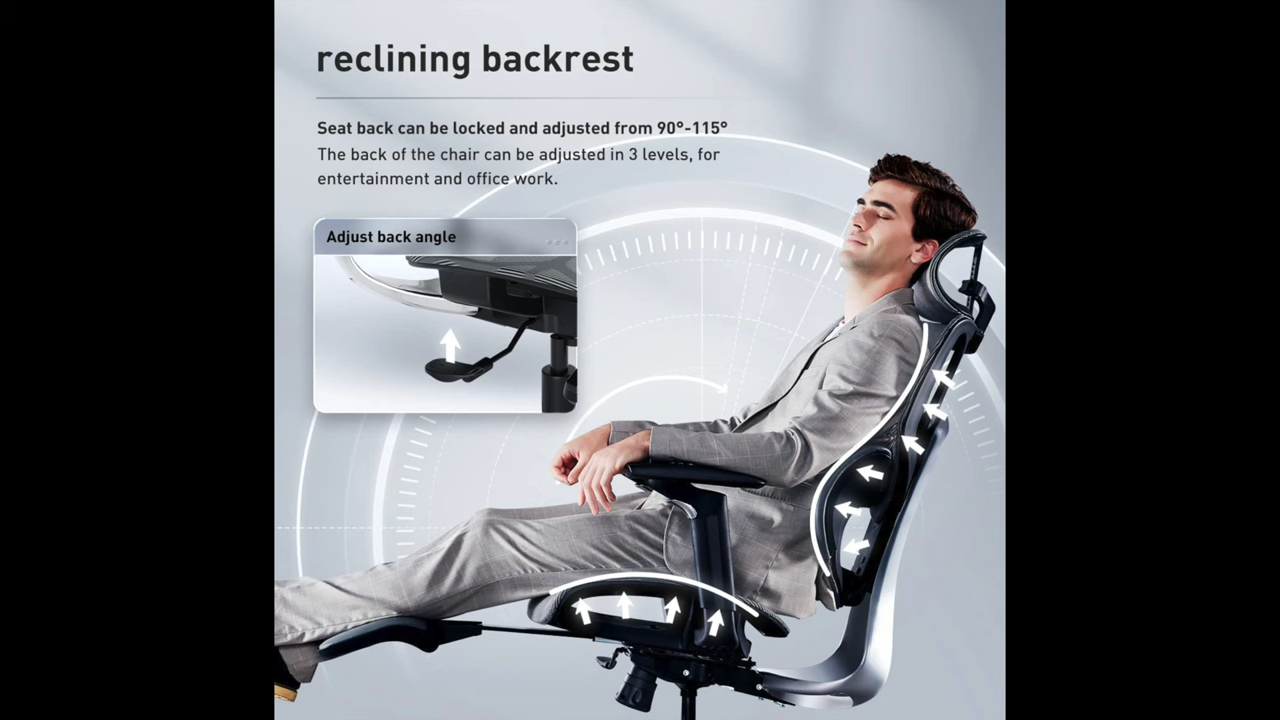 reclining backrest
Seat back can be locked and adjusted from 90°-115°
The back of the chair can be adjusted in 3 levels, for
entertainment and office work.
Adjust back angle